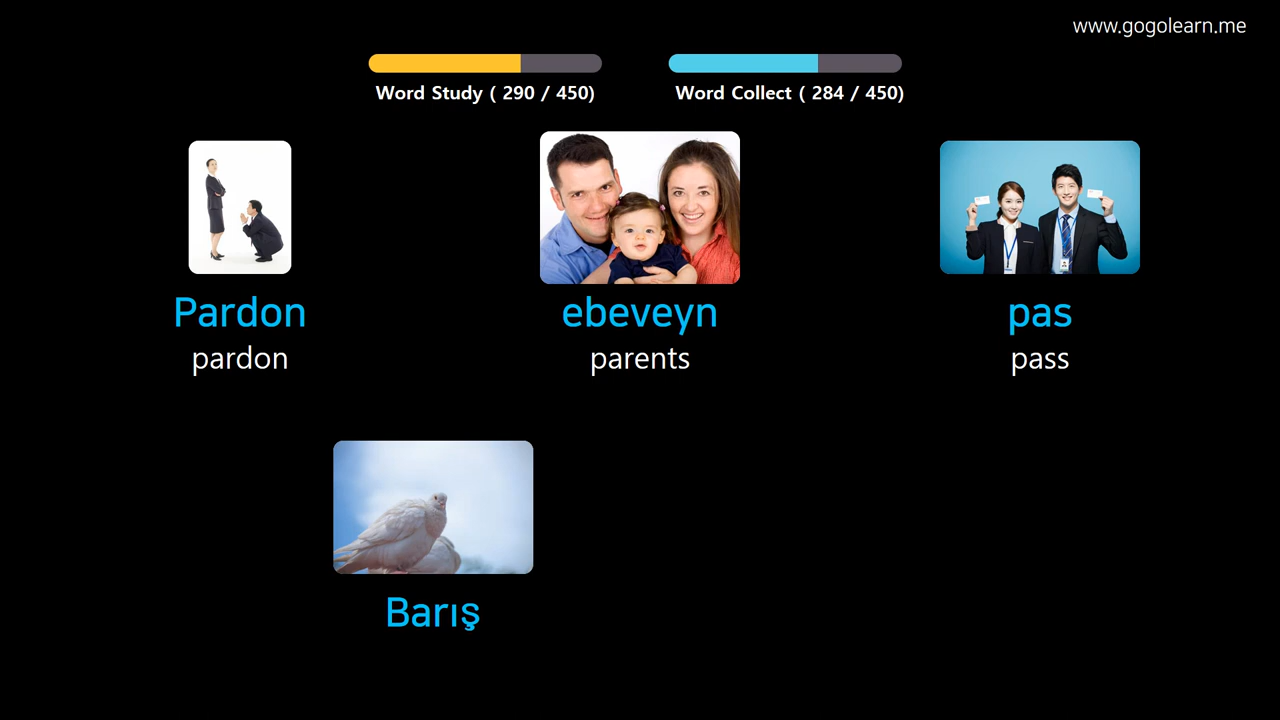 www.gogolearn.me
Word Study ( 290 / 450)
Word Collect ( 284 / 450)
Pardon
pardon
ebeveyn
parents
pas
pass
Barış